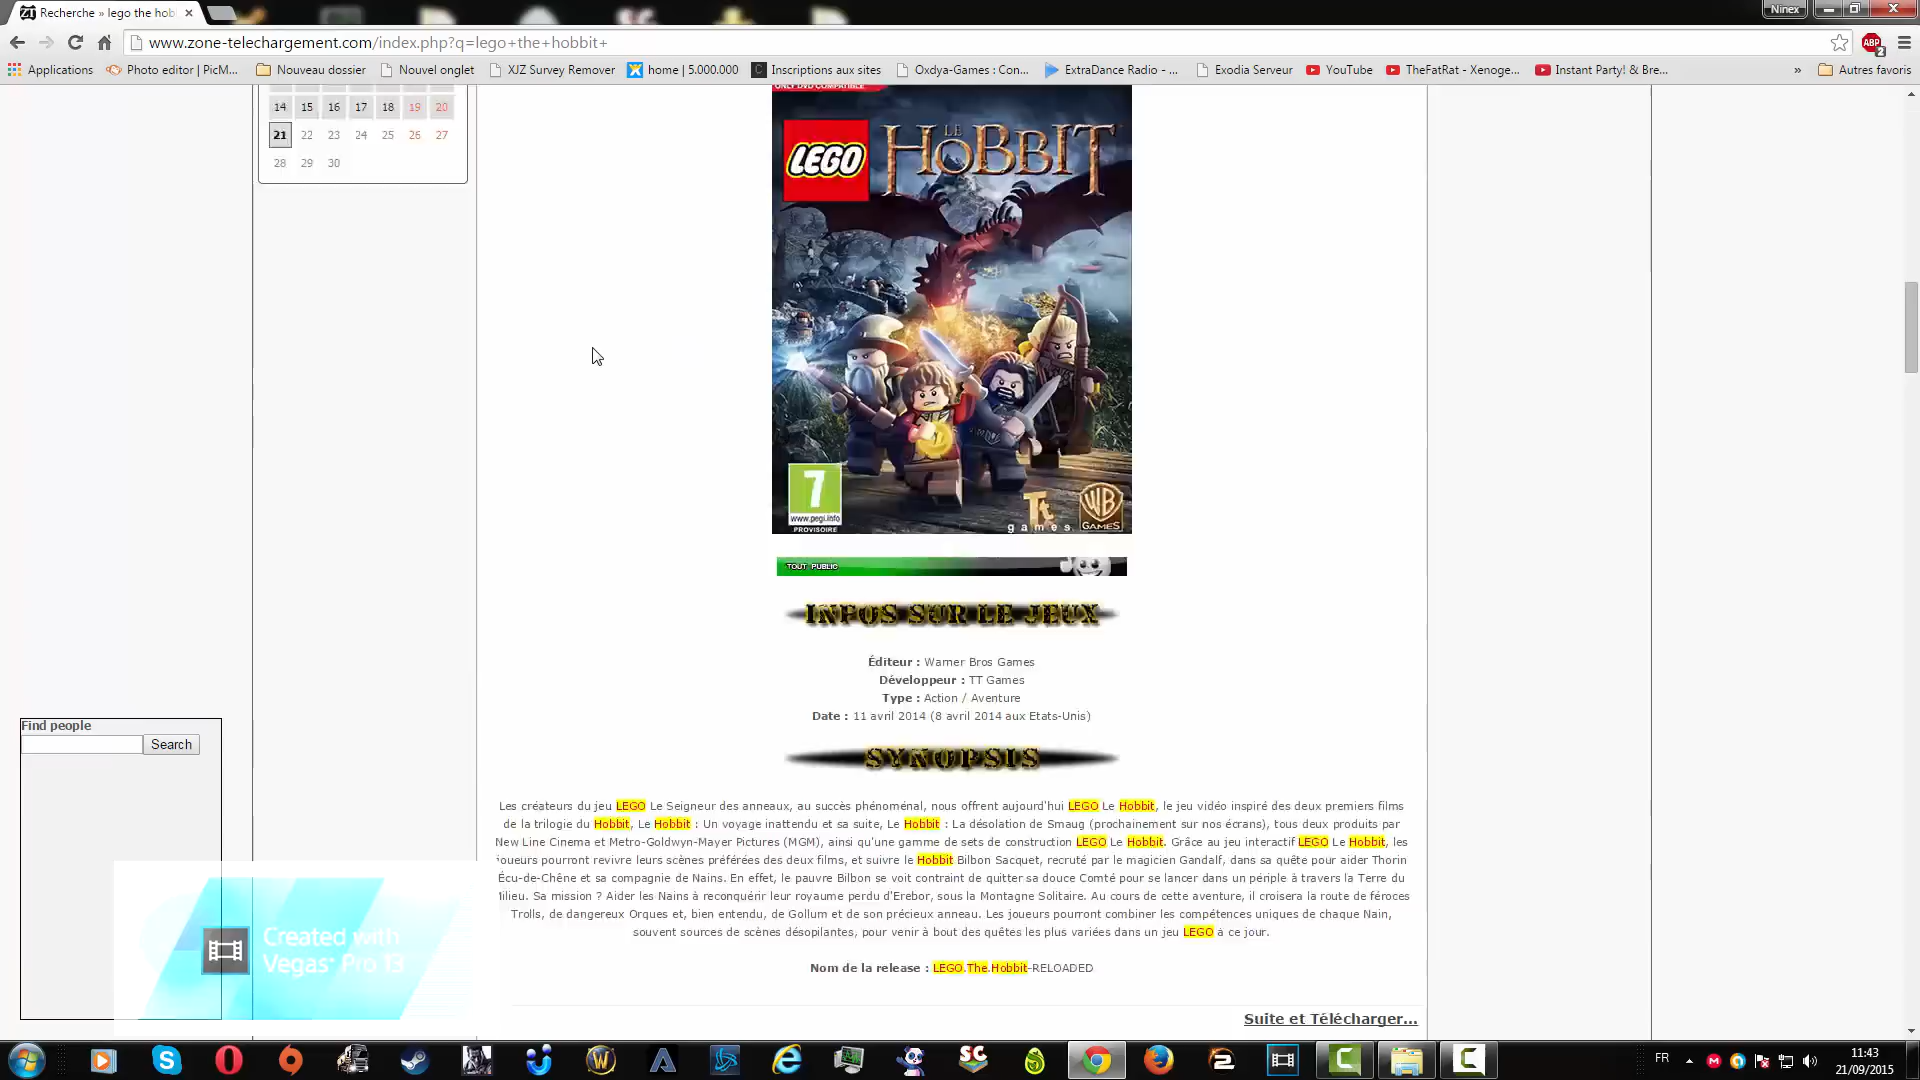 Recherche » lego the hob
Ninex
www.zone-telechargement.com/index.php?q=lego+the+hobbit+
ABP
2
Applications
Photo editor | PicM...
Nouveau dossier
Nouvel onglet
XJZ Survey Remover
home | 5.000.000
Inscriptions aux sites
Oxdya-Games : Con...
ExtraDance Radio - ...
Exodia Serveur
YouTube
TheFatRat - Xenoge...
Instant Party! & Bre...
»
Autres favoris
14 15 16 17 18 19 20
21 22 23 24 25 26 27
28 29 30
ONLY DVD COMPATIBLE
LEGO
LE
HOBBIT
7
www.pegi.info
PROVISOIRE
Tt
games
WB
GAMES
TOUT PUBLIC
INFOS SUR LE JEUX
Éditeur : Warner Bros Games
Développeur : TT Games
Type : Action / Aventure
Date : 11 avril 2014 (8 avril 2014 aux Etats-Unis)
SYNOPSIS
Les créateurs du jeu LEGO Le Seigneur des anneaux, au succès phénoménal, nous offrent aujourd'hui LEGO Le Hobbit, le jeu vidéo inspiré des deux premiers films
de la trilogie du Hobbit, Le Hobbit : Un voyage inattendu et sa suite, Le Hobbit : La désolation de Smaug (prochainement sur nos écrans), tous deux produits par
New Line Cinema et Metro-Goldwyn-Mayer Pictures (MGM), ainsi qu'une gamme de sets de construction LEGO Le Hobbit. Grâce au jeu interactif LEGO Le Hobbit, les
joueurs pourront revivre leurs scènes préférées des deux films, et suivre le Hobbit Bilbon Sacquet, recruté par le magicien Gandalf, dans sa quête pour aider Thorin
Écu-de-Chêne et sa compagnie de Nains. En effet, le pauvre Bilbon se voit contraint de quitter sa douce Comté pour se lancer dans un périple à travers la Terre du
Milieu. Sa mission ? Aider les Nains à reconquérir leur royaume perdu d'Erebor, sous la Montagne Solitaire. Au cours de cette aventure, il croisera la route de féroces
Trolls, de dangereux Orques et, bien entendu, de Gollum et de son précieux anneau. Les joueurs pourront combiner les compétences uniques de chaque Nain,
souvent sources de scènes désopilantes, pour venir à bout des quêtes les plus variées dans un jeu LEGO à ce jour.
Nom de la release : LEGO.The.Hobbit-RELOADED
Suite et Télécharger...
Find people
Search
Created with
Vegas™ Pro 13
FR
11:43
21/09/2015